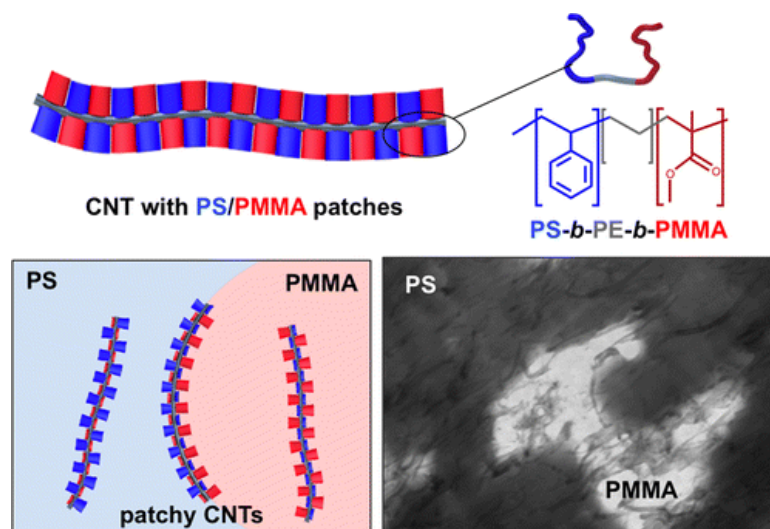 CNT with PS/PMMA patches
O
O
PS-b-PE-b-PMMA
PS
PMMA
patchy CNTs
PS
PMMA